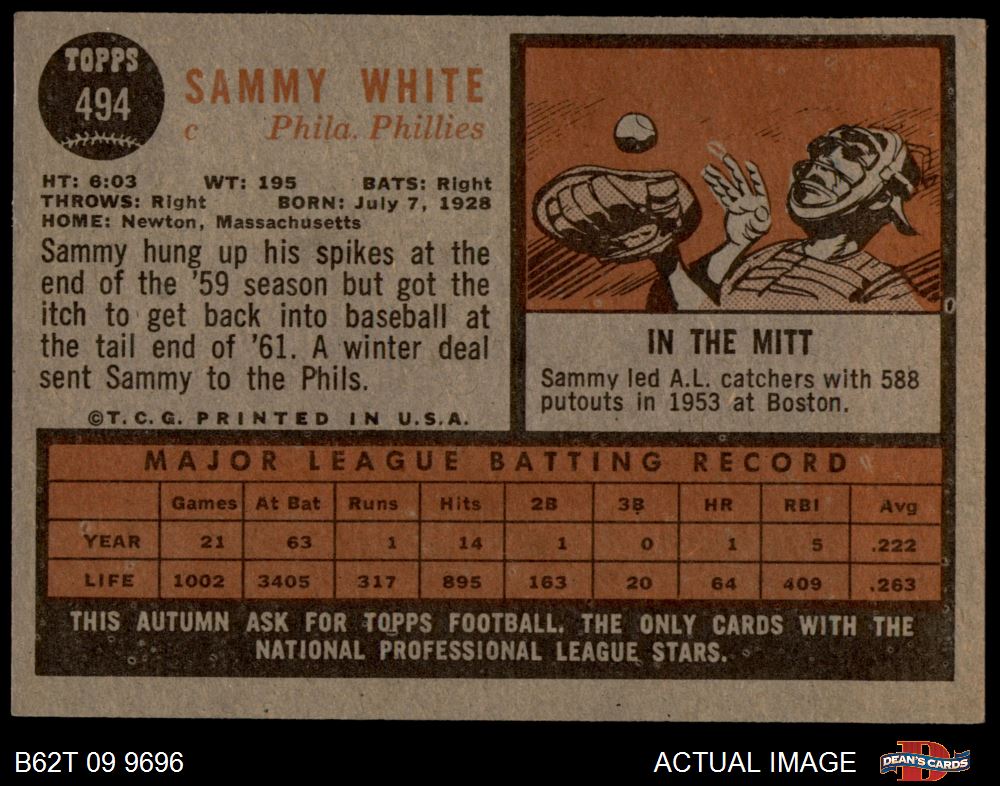 TOPPS
494
SAMMY WHITE
c Phila. Phillies
HT: 6:03 WT: 195 BATS: Right
THROWS: Right BORN: July 7, 1928
HOME: Newton, Massachusetts
Sammy hung up his spikes at the
end of the '59 season but got the
itch to get back into baseball at
the tail end of '61. A winter deal
sent Sammy to the Phils.
©T.C.G. PRINTED IN U.S.A.
IN THE MITT
Sammy led A.L. catchers with 588
putouts in 1953 at Boston.
MAJOR LEAGUE BATTING RECORD
Games At Bat Runs Hits 2B 3B HR RBI Avg
YEAR 21 63 1 14 1 0 1 5 .222
LIFE 1002 3405 317 895 163 20 64 409 .263
THIS AUTUMN ASK FOR TOPPS FOOTBALL. THE ONLY CARDS WITH THE
NATIONAL PROFESSIONAL LEAGUE STARS.
B62T 09 9696 ACTUAL IMAGE DEAN'S CARDS